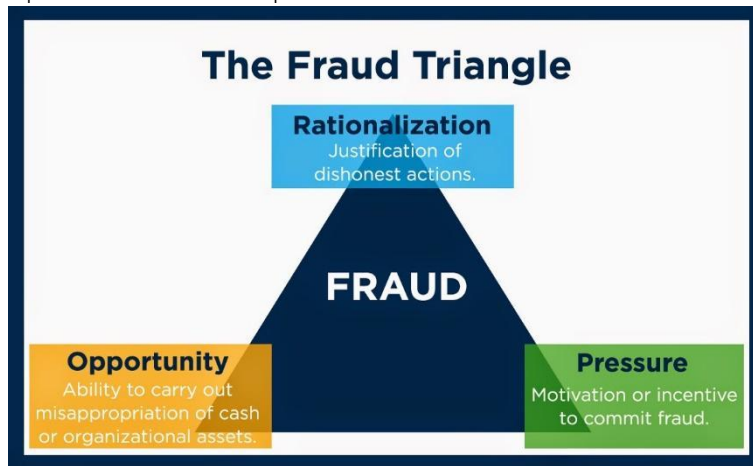 The Fraud Triangle
Rationalization
Justification of
dishonest actions.
FRAUD
Opportunity
Ability to carry out
misappropriation of cash
or organizational assets.
Pressure
Motivation or incentive
to commit fraud.